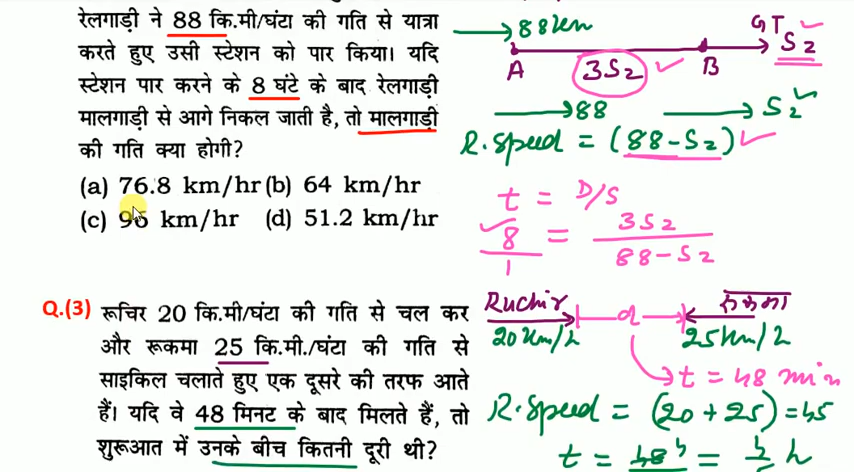 रेलगाड़ी ने 88 कि.मी/घंटा की गति से यात्रा
करते हुए उसी स्टेशन को पार किया। यदि
स्टेशन पार करने के 8 घंटे के बाद रेलगाड़ी
मालगाड़ी से आगे निकल जाती है, तो मालगाड़ी
की गति क्या होगी?
(a) 76.8 km/hr (b) 64 km/hr
(c) 96 km/hr (d) 51.2 km/hr
88km
GT
S2
A 3S2 B
88 S2
R.speed = (88-S2)
t = D/S
8/1 = 3S2/88-S2
Q.(3) रूचिर 20 कि.मी/घंटा की गति से चल कर
और रूकमा 25 कि.मी./घंटा की गति से
साइकिल चलाते हुए एक दूसरे की तरफ आते
हैं। यदि वे 48 मिनट के बाद मिलते हैं, तो
शुरूआत में उनके बीच कितनी दूरी थी?
Ruchir d रुकमा
20km/h 25km/h
t = 48 min
R.speed = (20+25)=45